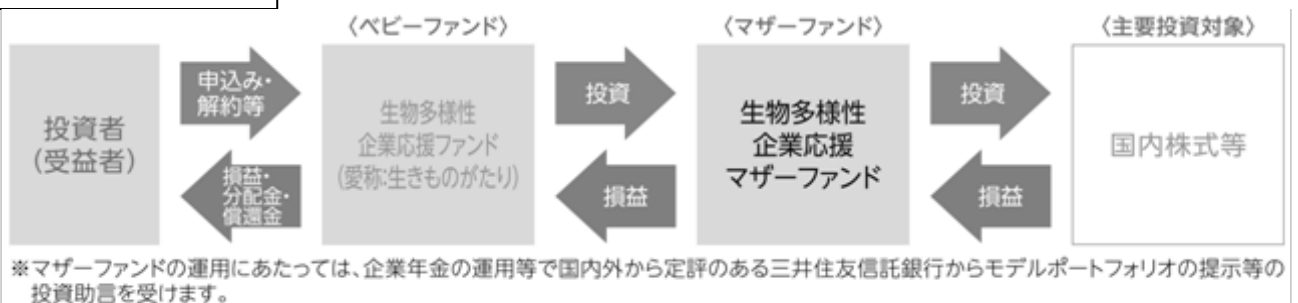 〈ベビーファンド〉
〈マザーファンド〉
〈主要投資対象〉
投資者
(受益者)
申込み・
解約等
損益・
分配金・
償還金
生物多様性
企業応援ファンド
(愛称:生きものがたり)
投資
損益
生物多様性
企業応援
マザーファンド
投資
損益
国内株式等
※マザーファンドの運用にあたっては、企業年金の運用等で国内外から定評のある三井住友信託銀行からモデルポートフォリオの提示等の
投資助言を受けます。